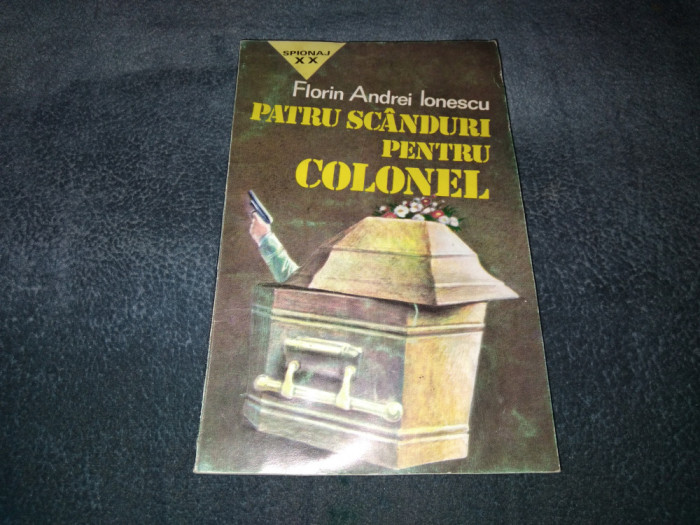 SPIONAJ
XX
Florin Andrei Ionescu
PATRU SCÂNDURI
PENTRU
COLONEL